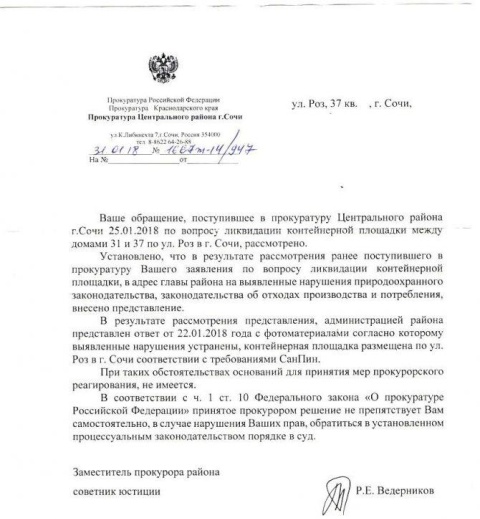 Прокуратура Российской Федерации
Прокуратура Краснодарского края
Прокуратура Центрального района г.Сочи
ул.К.Либкнехта 7,г.Сочи, Россия 354000
тел. 8-8622 64-26-88
31.01.18 № 1687ж-14/947
На № от
ул. Роз, 37 кв. , г. Сочи,
Ваше обращение, поступившее в прокуратуру Центрального района
г.Сочи 25.01.2018 по вопросу ликвидации контейнерной площадки между
домами 31 и 37 по ул. Роз в г. Сочи, рассмотрено.
Установлено, что в результате рассмотрения ранее поступившего в
прокуратуру Вашего заявления по вопросу ликвидации контейнерной
площадки, в адрес главы района на выявленные нарушения природоохранного
законодательства, законодательства об отходах производства и потребления,
внесено представление.
В результате рассмотрения представления, администрацией района
представлен ответ от 22.01.2018 года с фотоматериалами согласно которому
выявленные нарушения устранены, контейнерная площадка размещена по ул.
Роз в г. Сочи соответствии с требованиями СанПин.
При таких обстоятельствах оснований для принятия мер прокурорского
реагирования, не имеется.
В соответствии с ч. 1 ст. 10 Федерального закона «О прокуратуре
Российской Федерации» принятое прокурором решение не препятствует Вам
самостоятельно, в случае нарушения Ваших прав, обратиться в установленном
процессуальным законодательством порядке в суд.
Заместитель прокурора района
советник юстиции Р.Е. Ведерников